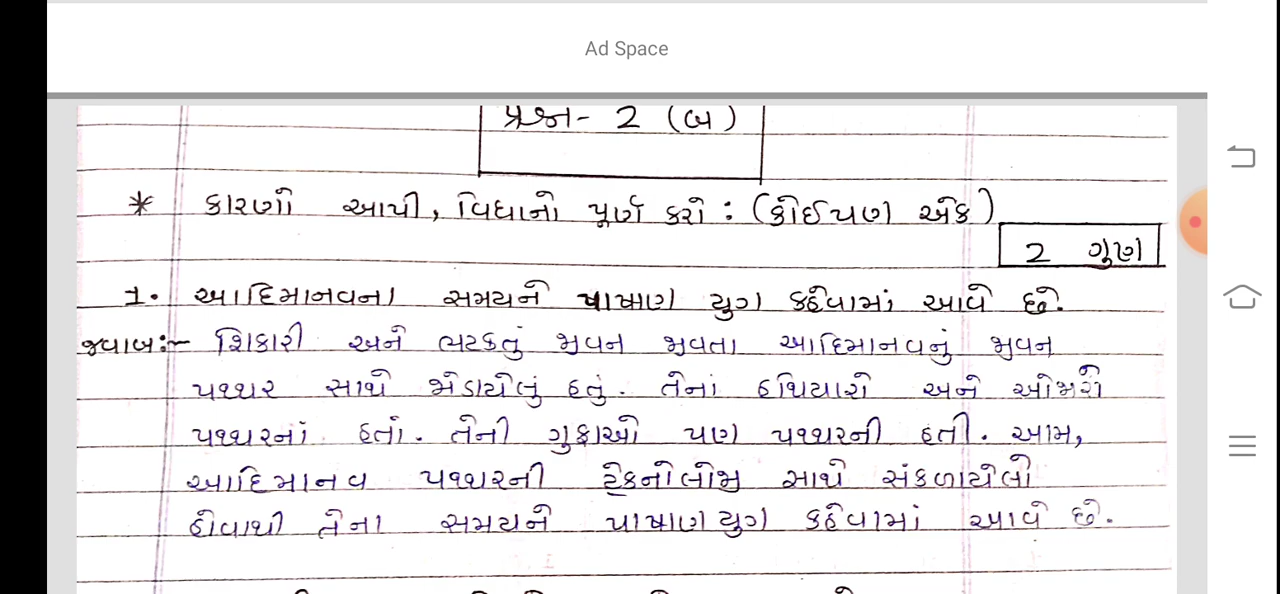 Ad Space
પ્રશ્ન- 2 (બ)
* કારણો આપી, વિધાનો પૂર્ણ કરો : (કોઈપણ એક)
2 ગુણ
1. આદિમાનવના સમયને પાષાણ યુગ કહેવામાં આવે છે.
જવાબઃ- શિકારી અને ભટકતું જીવન જીવતા આદિમાનવનું જીવન
પથ્થર સાથે જોડાયેલું હતું. તેનાં હથિયારો અને ઓજારો
પથ્થરનાં હતાં. તેની ગુફાઓ પણ પથ્થરની હતી. આમ,
આદિમાનવ પથ્થરની ટેકનોલોજી સાથે સંકળાયેલો
હોવાથી તેના સમયને પાષાણયુગ કહેવામાં આવે છે.